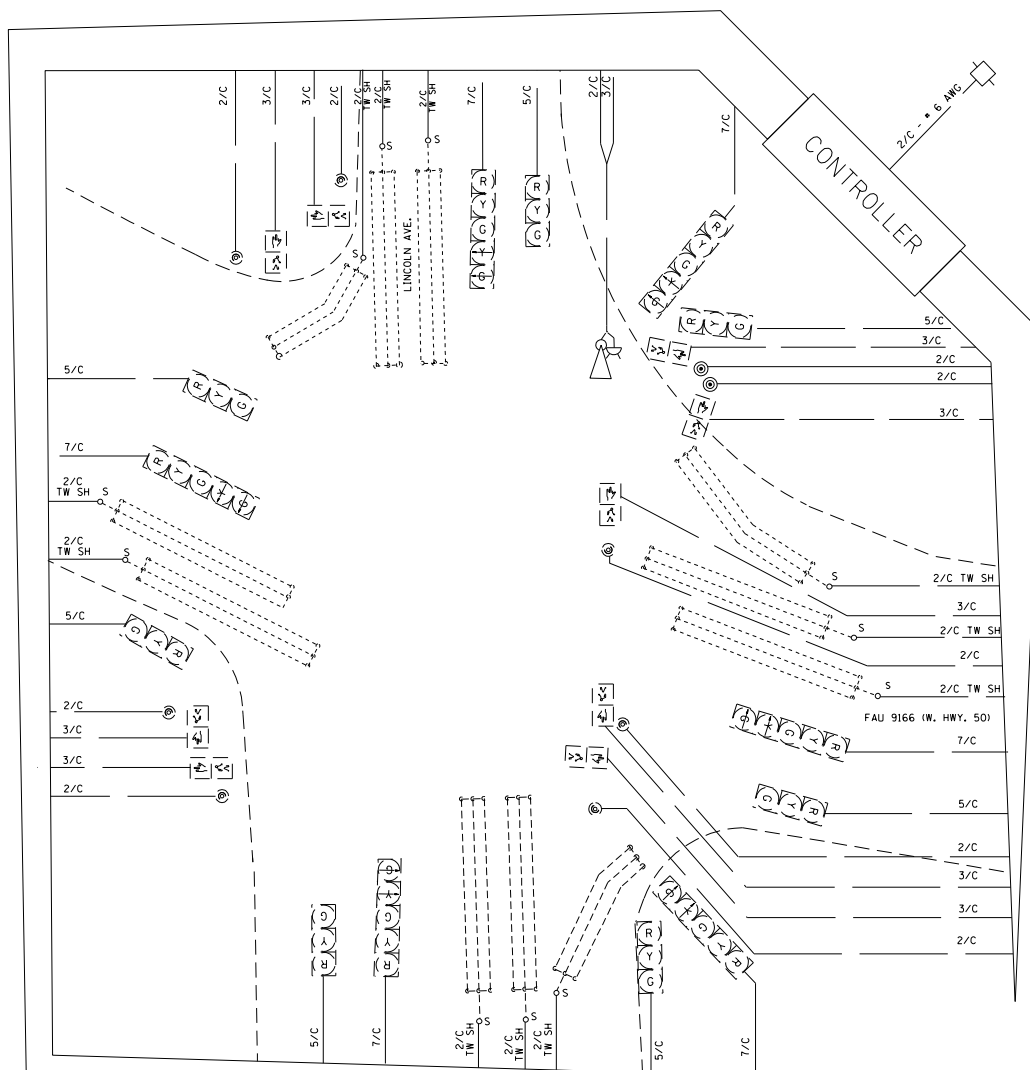 2/C
3/C
3/C
2/C
2/C
TW SH
2/C
TW SH
2/C
TW SH
7/C
5/C
2/C
3/C
7/C
2/C - # 6 AWG
CONTROLLER
S
S
S
LINCOLN AVE.
R
Y
G
Y
G
R
Y
G
R
Y
G
Y
G
R Y G
5/C
3/C
2/C
2/C
3/C
5/C
R Y G
7/C
R Y G Y G
2/C
TW SH
S
2/C
TW SH
S
5/C
G Y R
S
2/C TW SH
3/C
S
2/C TW SH
2/C
S
2/C TW SH
FAU 9166 (W. HWY. 50)
G Y G Y R
7/C
G Y R
5/C
2/C
3/C
3/C
2/C
2/C
3/C
3/C
2/C
G Y G Y R
G
Y
G
Y
R
G
Y
R
R
Y
G
S
S
S
5/C
7/C
2/C
TW SH
2/C
TW SH
2/C
TW SH
5/C
7/C